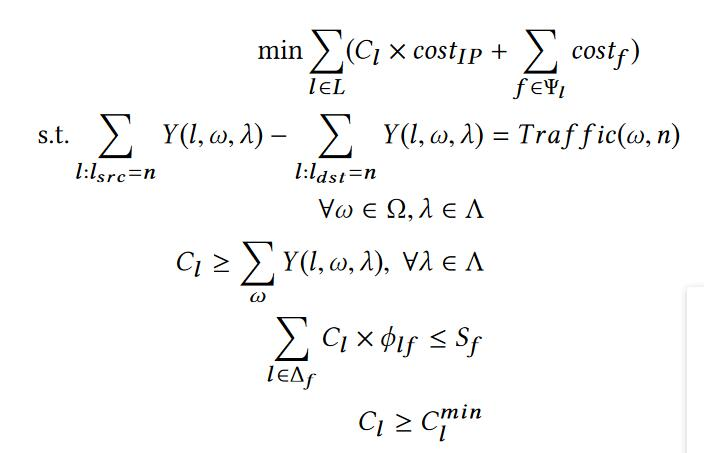 min ∑_{l∈L} (C_l × cost_{IP} + ∑_{f∈Ψ_l} cost_f)
s.t. ∑_{l:l_{src}=n} Y(l, ω, λ) − ∑_{l:l_{dst}=n} Y(l, ω, λ) = Traffic(ω, n)
∀ω ∈ Ω, λ ∈ Λ
C_l ≥ ∑_ω Y(l, ω, λ), ∀λ ∈ Λ
∑_{l∈Δ_f} C_l × ϕ_{lf} ≤ S_f
C_l ≥ C_l^{min}